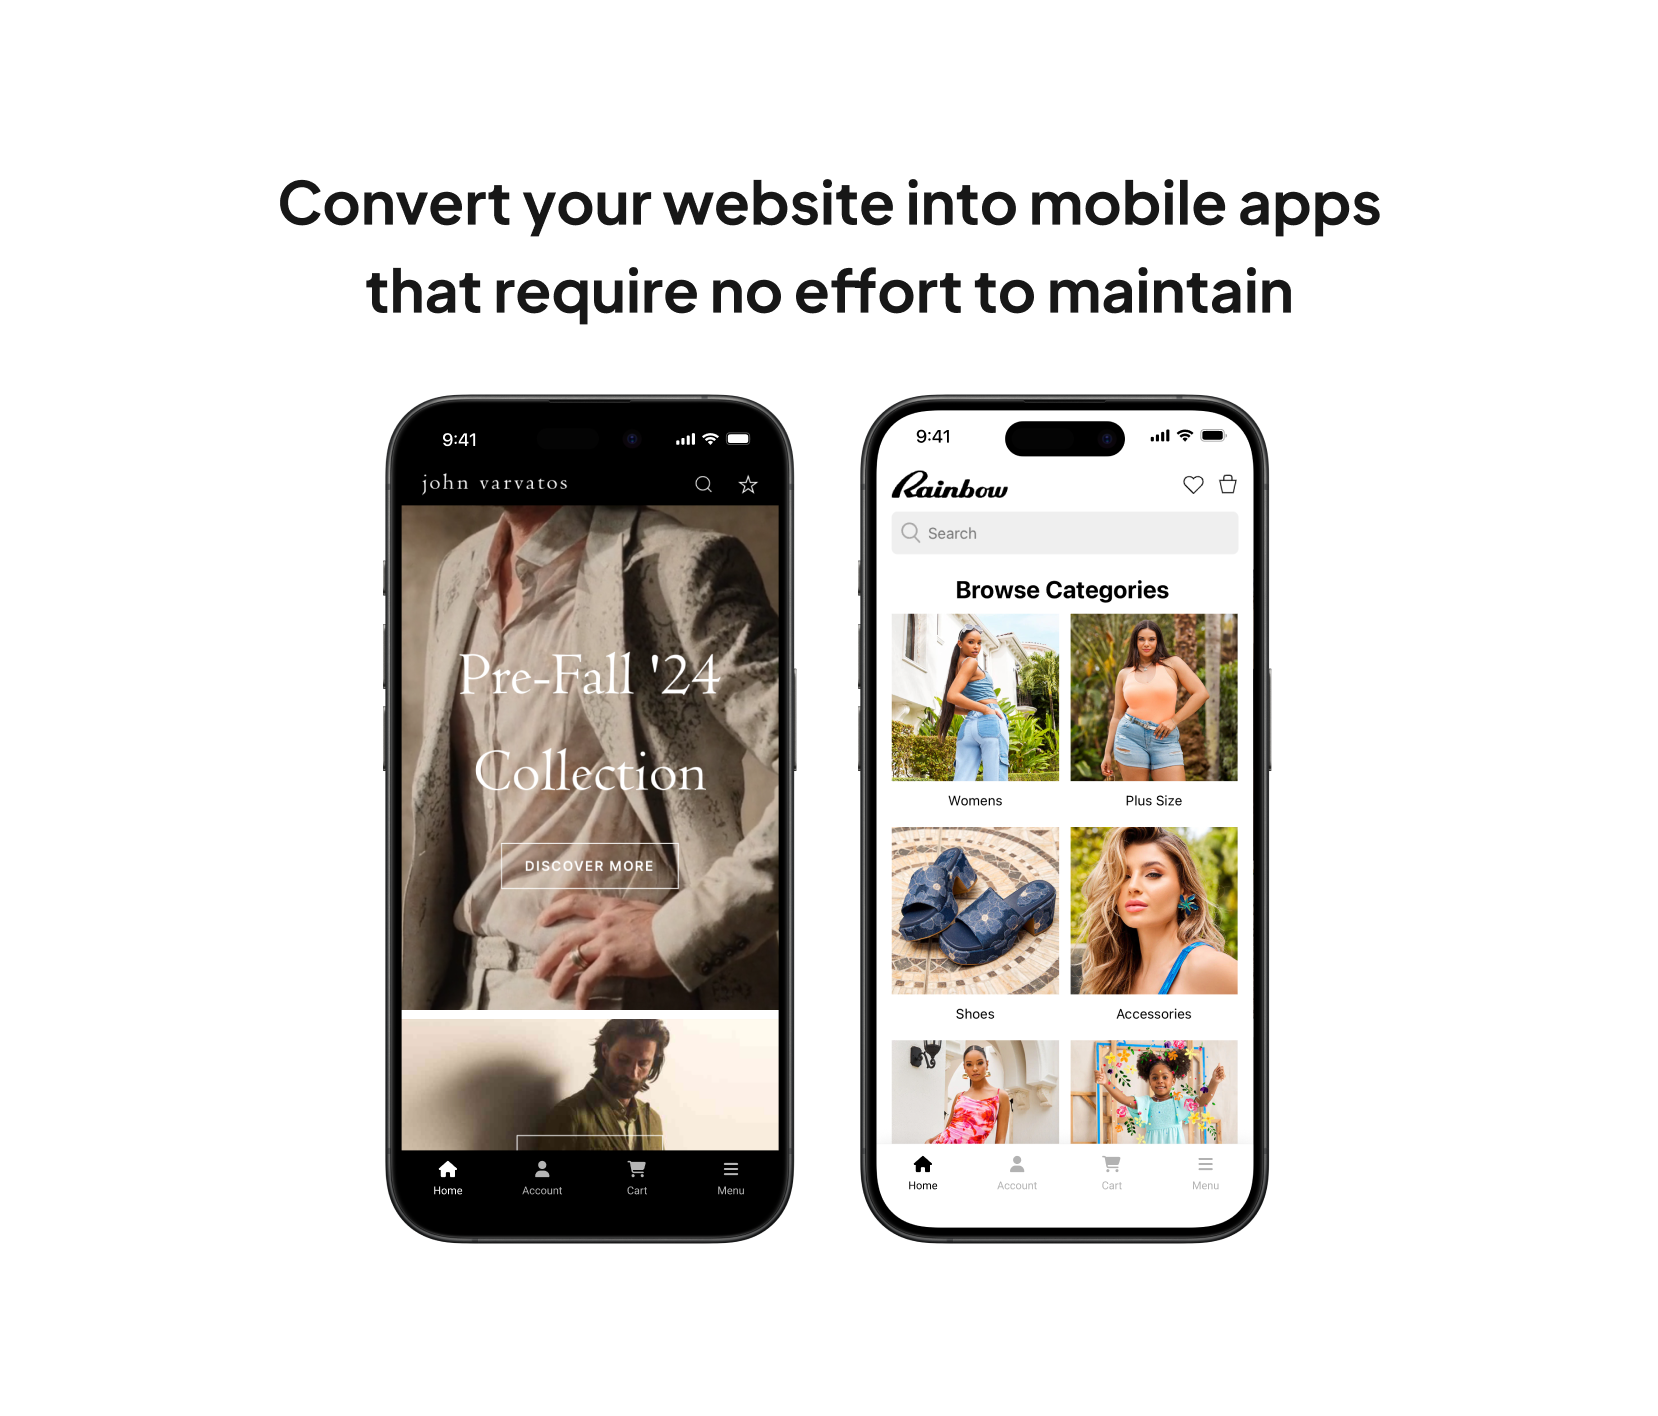 Convert your website into mobile apps
that require no effort to maintain
9:41
john varvatos
Pre-Fall '24
Collection
DISCOVER MORE
Home
Account
Cart
Menu
9:41
Rainbow
Search
Browse Categories
Womens
Plus Size
Shoes
Accessories
Home
Account
Cart
Menu